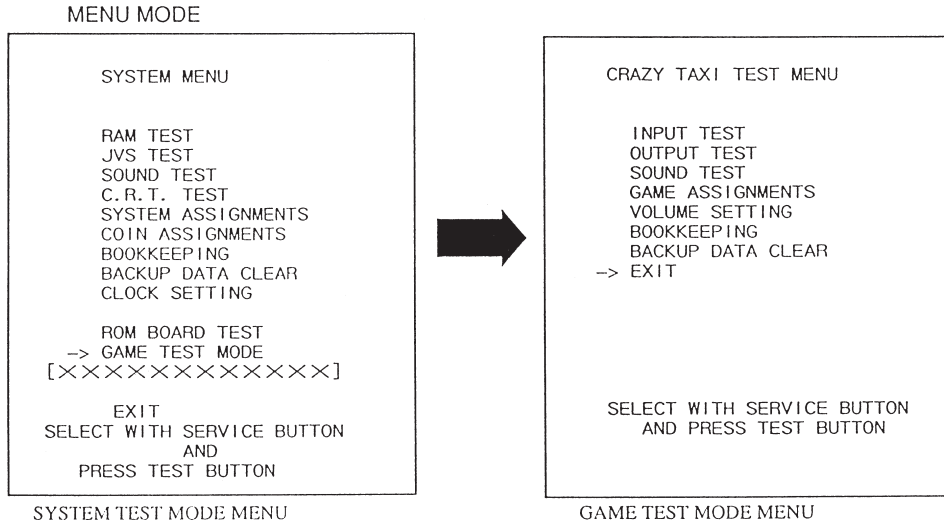 MENU MODE
SYSTEM MENU
RAM TEST
JVS TEST
SOUND TEST
C.R.T. TEST
SYSTEM ASSIGNMENTS
COIN ASSIGNMENTS
BOOKKEEPING
BACKUP DATA CLEAR
CLOCK SETTING
ROM BOARD TEST
-> GAME TEST MODE
[XXXXXXXXXXXXX]
EXIT
SELECT WITH SERVICE BUTTON
AND
PRESS TEST BUTTON
SYSTEM TEST MODE MENU
CRAZY TAXI TEST MENU
INPUT TEST
OUTPUT TEST
SOUND TEST
GAME ASSIGNMENTS
VOLUME SETTING
BOOKKEEPING
BACKUP DATA CLEAR
-> EXIT
SELECT WITH SERVICE BUTTON
AND PRESS TEST BUTTON
GAME TEST MODE MENU